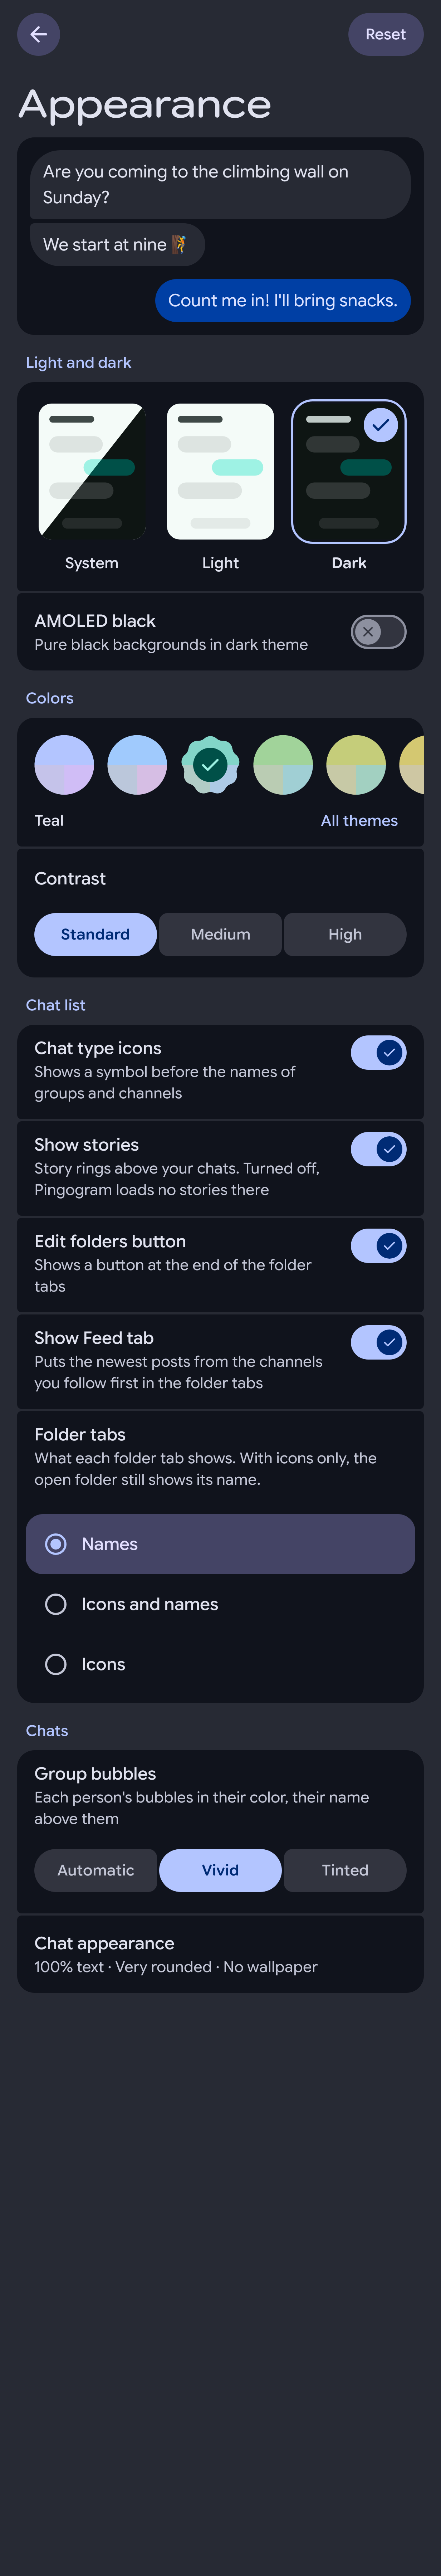 Reset
Appearance
Are you coming to the climbing wall on
Sunday?
We start at nine 🧗
Count me in! I'll bring snacks.
Light and dark
System
Light
Dark
AMOLED black
Pure black backgrounds in dark theme
Colors
Teal
All themes
Contrast
Standard
Medium
High
Chat list
Chat type icons
Shows a symbol before the names of
groups and channels
Show stories
Story rings above your chats. Turned off,
Pingogram loads no stories there
Edit folders button
Shows a button at the end of the folder
tabs
Show Feed tab
Puts the newest posts from the channels
you follow first in the folder tabs
Folder tabs
What each folder tab shows. With icons only, the
open folder still shows its name.
Names
Icons and names
Icons
Chats
Group bubbles
Each person's bubbles in their color, their name
above them
Automatic
Vivid
Tinted
Chat appearance
100% text · Very rounded · No wallpaper